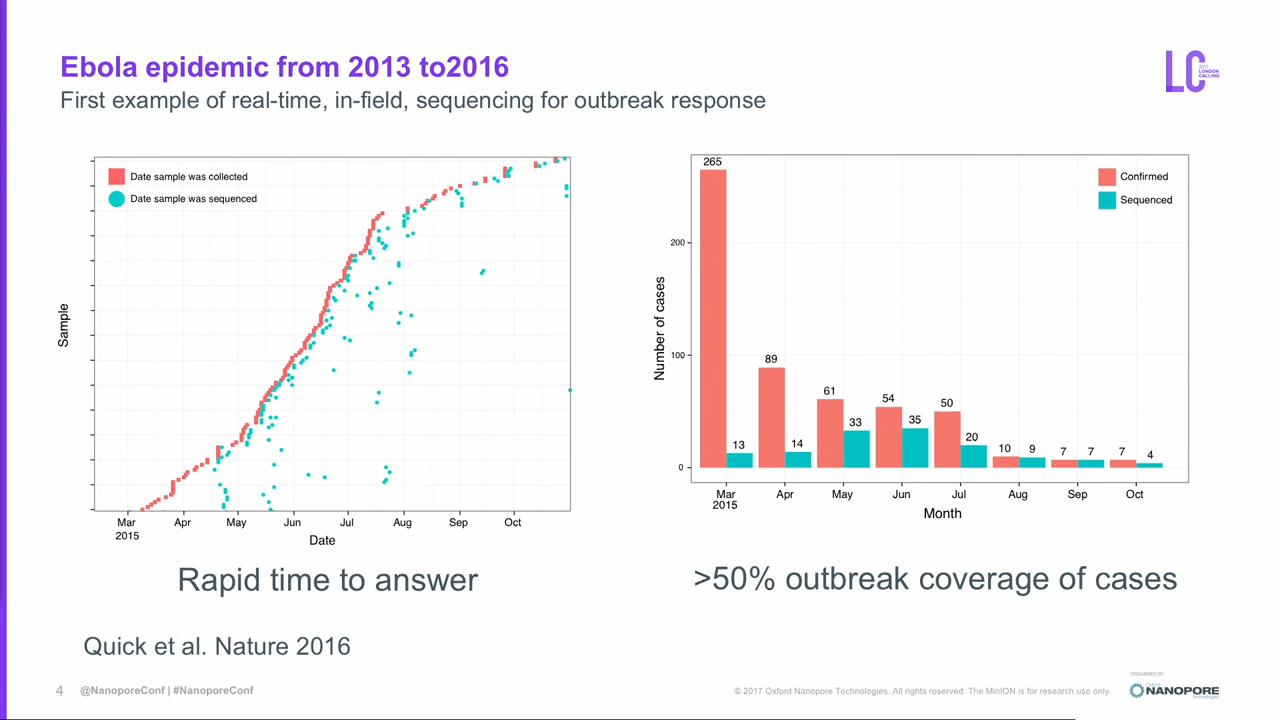 Ebola epidemic from 2013 to2016
First example of real-time, in-field, sequencing for outbreak response
LC
2017
LONDON
CALLING
Date sample was collected
Date sample was sequenced
Sample
Mar
2015
Apr
May
Jun
Jul
Aug
Sep
Oct
Date
Rapid time to answer
Confirmed
Sequenced
Number of cases
200
100
0
265
13
89
14
61
33
54
35
50
20
10
9
7
7
7
4
Mar
2015
Apr
May
Jun
Jul
Aug
Sep
Oct
Month
>50% outbreak coverage of cases
Quick et al. Nature 2016
4
@NanoporeConf | #NanoporeConf
© 2017 Oxford Nanopore Technologies. All rights reserved. The MinION is for research use only.
ORGANISED BY
Oxford
NANOPORE
Technologies